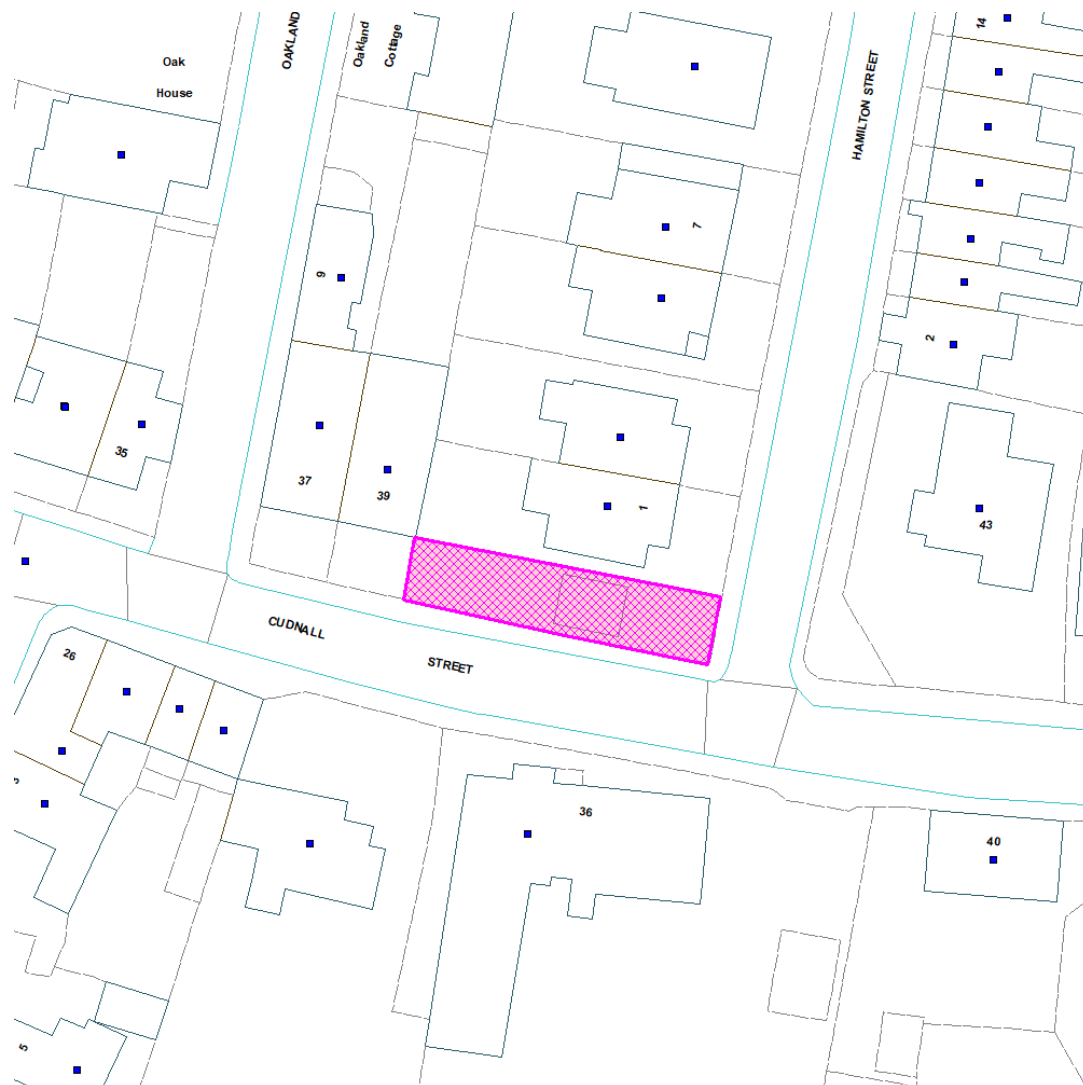 14
OAKLAND
Oakland
Cottage
Oak
House
HAMILTON STREET
7
9
2
35
37
39
1
43
CUDNALL
STREET
26
36
40
5